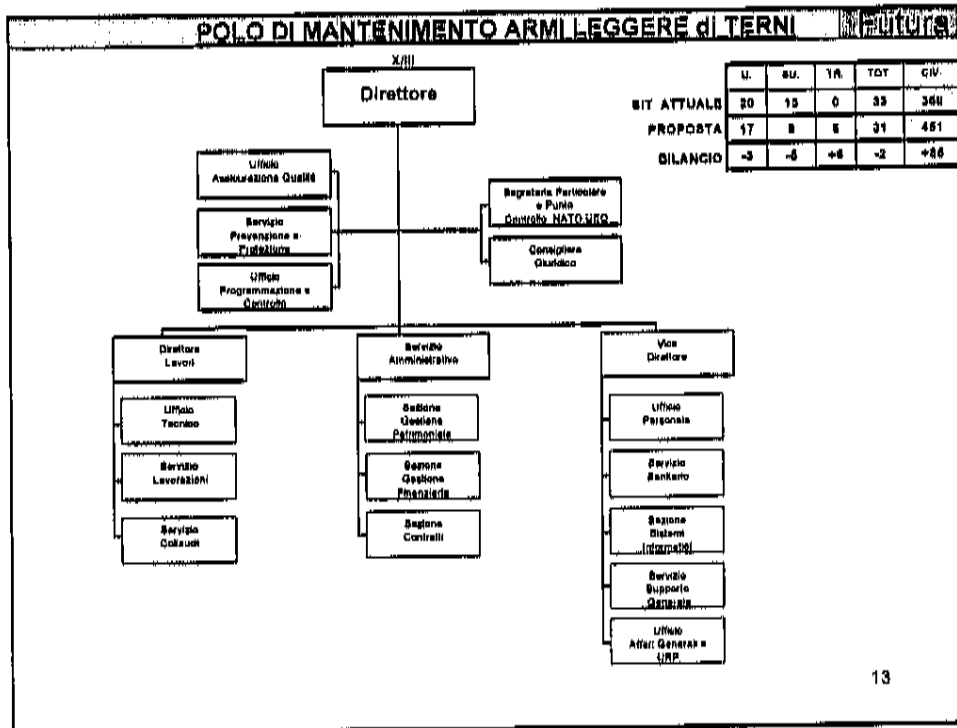 POLO DI MANTENIMENTO ARMI LEGGERE di TERNI
Futura
X/III
Direttore
U. SU. TR. TOT CIV.
SIT ATTUALE 20 13 0 33
PROPOSTA 17 8 6 31 451
BILANCIO -3 -5 +6 -2
Ufficio
Assicurazione Qualità
Servizio
Prevenzione e
Protezione
Ufficio
Programmazione e
Controllo
Segreteria Particolare
e Punto
Controllo NATO-UEO
Consigliere
Giuridico
Direttore
Lavori
Servizio
Amministrativo
Vice
Direttore
Ufficio
Tecnico
Servizio
Lavorazioni
Servizio
Collaudi
Sezione
Gestione
Patrimoniale
Sezione
Gestione
Finanziaria
Sezione
Controlli
Ufficio
Personale
Servizio
Sanitario
Sezione
Sistemi
Informatici
Servizio
Supporto
Generale
Ufficio
Affari Generali e
URP
13